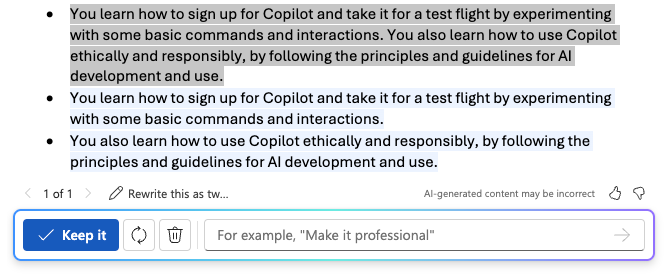 • You learn how to sign up for Copilot and take it for a test flight by experimenting
with some basic commands and interactions. You also learn how to use Copilot
ethically and responsibly, by following the principles and guidelines for AI
development and use.
• You learn how to sign up for Copilot and take it for a test flight by experimenting
with some basic commands and interactions.
• You also learn how to use Copilot ethically and responsibly, by following the
principles and guidelines for AI development and use.
1 of 1 Rewrite this as tw... AI-generated content may be incorrect
Keep it For example, "Make it professional"